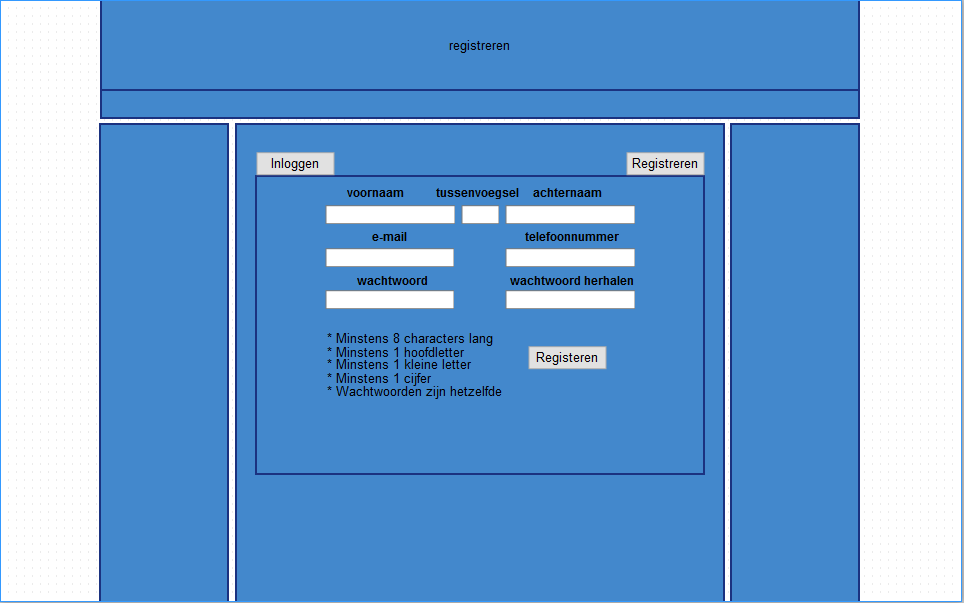 registreren
Inloggen Registreren
voornaam tussenvoegsel achternaam
e-mail telefoonnummer
wachtwoord wachtwoord herhalen
* Minstens 8 characters lang
* Minstens 1 hoofdletter
* Minstens 1 kleine letter
* Minstens 1 cijfer
* Wachtwoorden zijn hetzelfde
Registeren